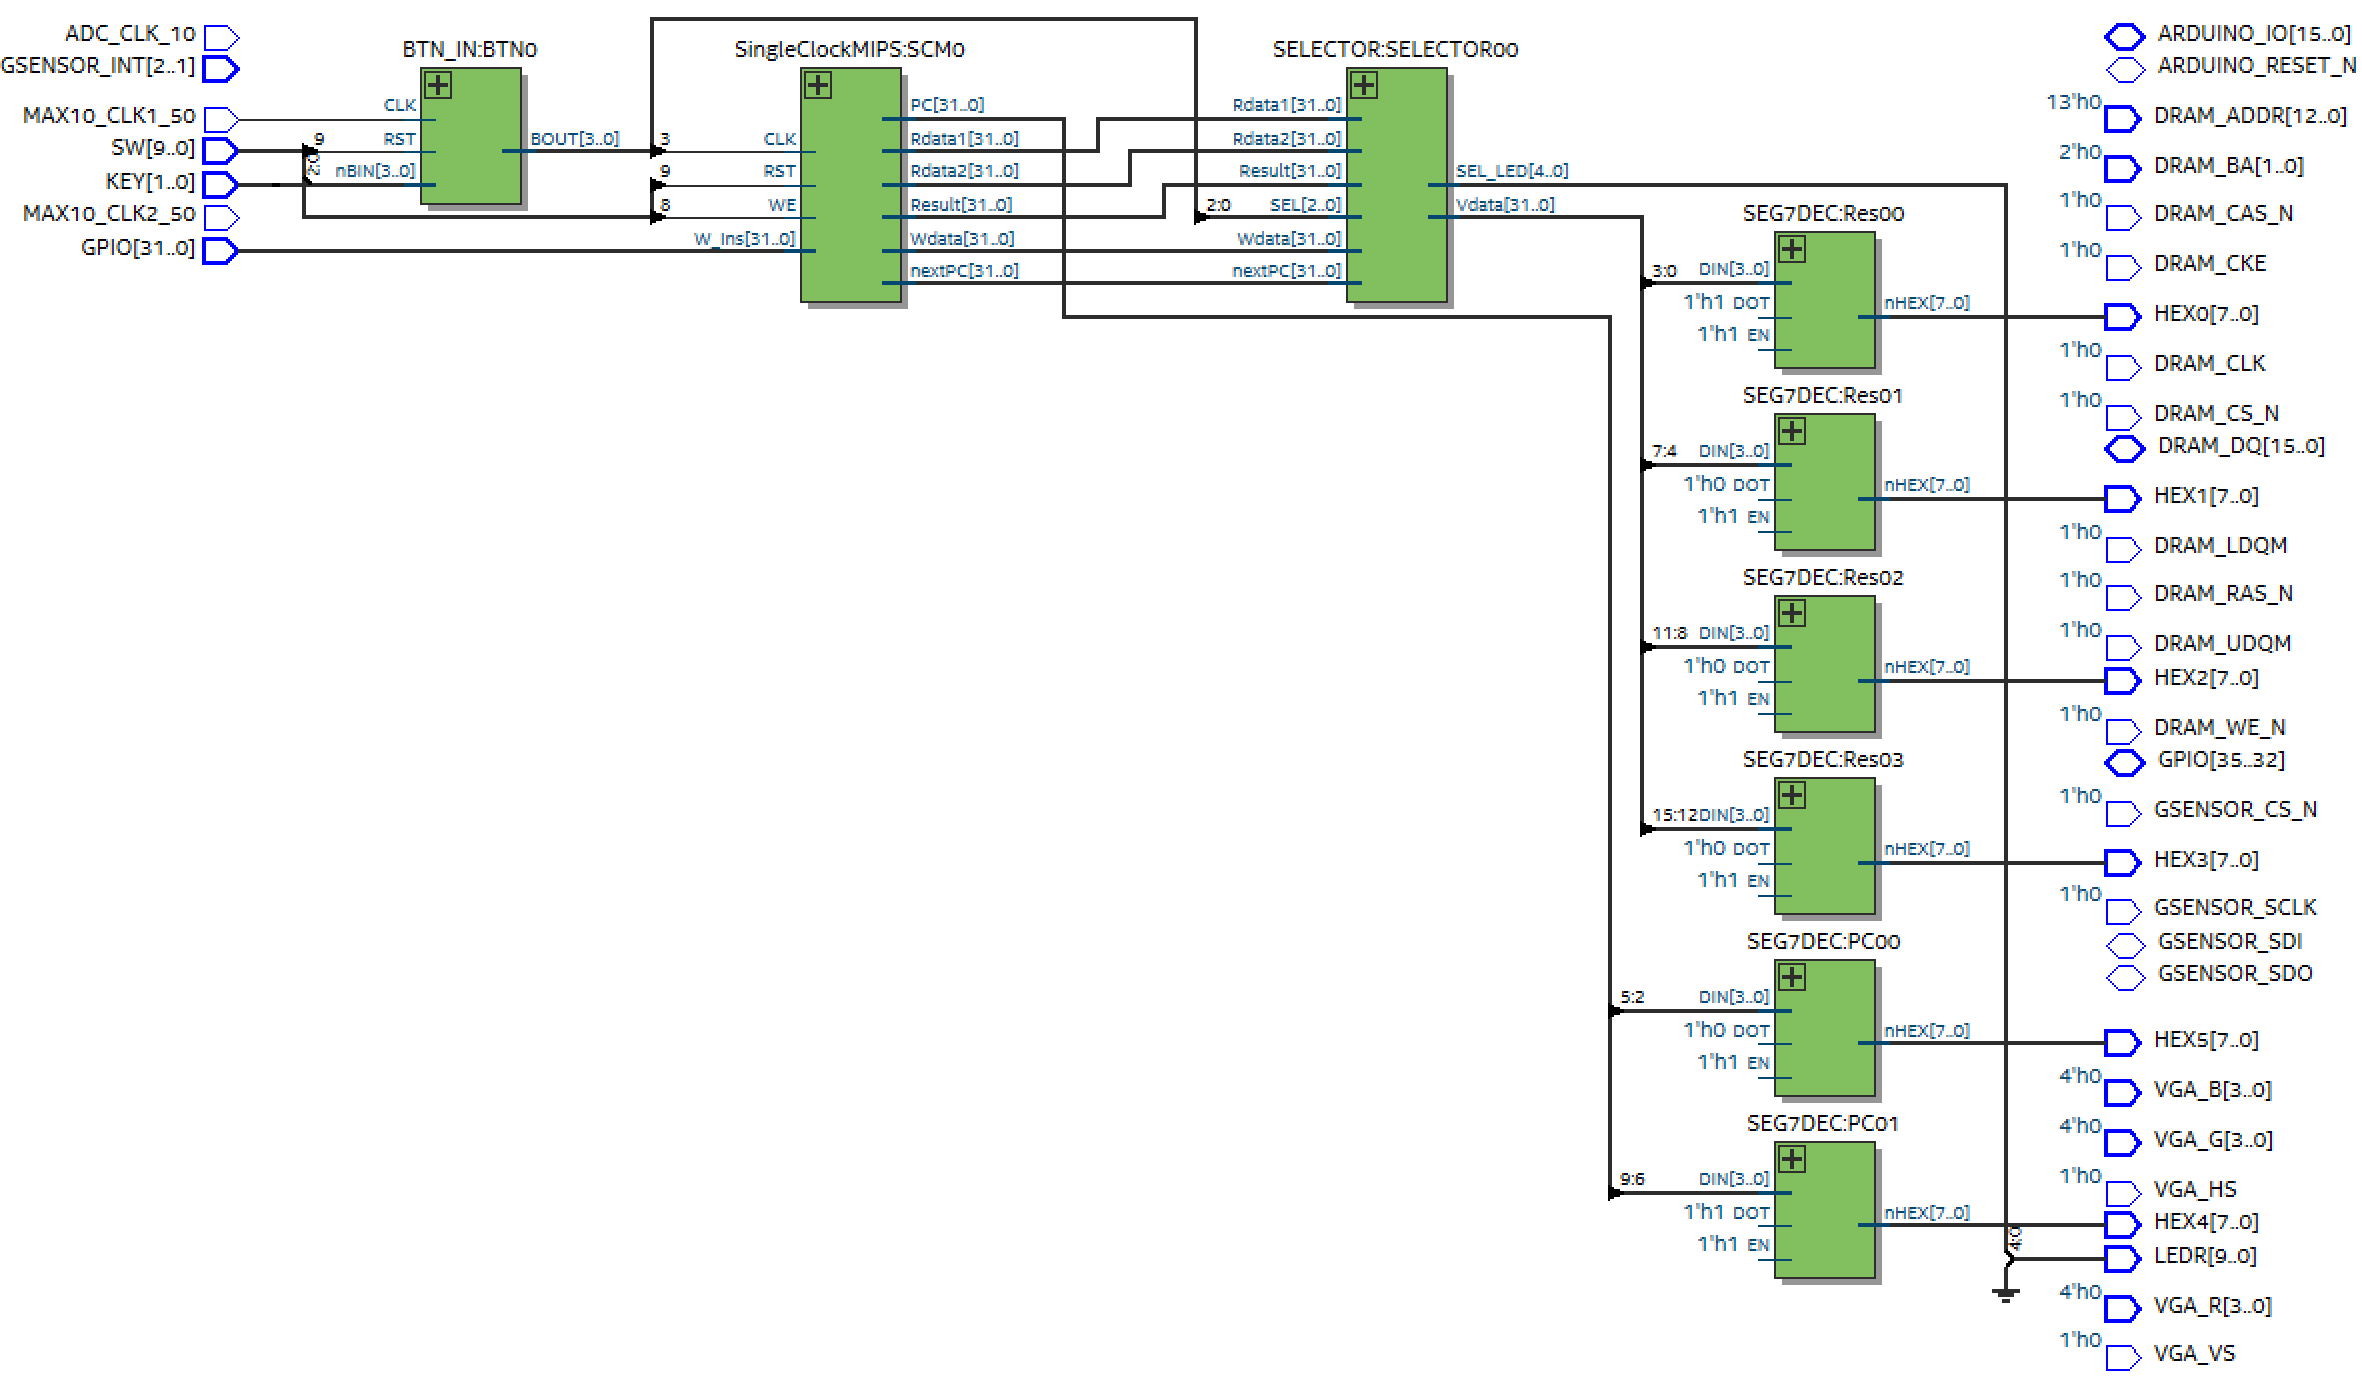 ADC_CLK_10
GSENSOR_INT[2..1]
MAX10_CLK1_50
SW[9..0]
KEY[1..0]
MAX10_CLK2_50
GPIO[31..0]
9
2:0
BTN_IN:BTN0
CLK
RST
nBIN[3..0]
BOUT[3..0]
3
9
8
SingleClockMIPS:SCM0
CLK
RST
WE
W_Ins[31..0]
PC[31..0]
Rdata1[31..0]
Rdata2[31..0]
Result[31..0]
Wdata[31..0]
nextPC[31..0]
2:0
SELECTOR:SELECTOR00
Rdata1[31..0]
Rdata2[31..0]
Result[31..0]
SEL[2..0]
Wdata[31..0]
nextPC[31..0]
SEL_LED[4..0]
Vdata[31..0]
SEG7DEC:Res00
3:0 DIN[3..0]
1'h1 DOT
1'h1 EN
nHEX[7..0]
SEG7DEC:Res01
7:4 DIN[3..0]
1'h0 DOT
1'h1 EN
nHEX[7..0]
SEG7DEC:Res02
11:8 DIN[3..0]
1'h0 DOT
1'h1 EN
nHEX[7..0]
SEG7DEC:Res03
15:12 DIN[3..0]
1'h0 DOT
1'h1 EN
nHEX[7..0]
SEG7DEC:PC00
5:2 DIN[3..0]
1'h0 DOT
1'h1 EN
nHEX[7..0]
SEG7DEC:PC01
9:6 DIN[3..0]
1'h1 DOT
1'h1 EN
nHEX[7..0]
4:0
ARDUINO_IO[15..0]
ARDUINO_RESET_N
13'h0 DRAM_ADDR[12..0]
2'h0 DRAM_BA[1..0]
1'h0 DRAM_CAS_N
1'h0 DRAM_CKE
HEX0[7..0]
1'h0 DRAM_CLK
1'h0 DRAM_CS_N
DRAM_DQ[15..0]
HEX1[7..0]
1'h0 DRAM_LDQM
1'h0 DRAM_RAS_N
1'h0 DRAM_UDQM
HEX2[7..0]
1'h0 DRAM_WE_N
GPIO[35..32]
1'h0 GSENSOR_CS_N
HEX3[7..0]
1'h0 GSENSOR_SCLK
GSENSOR_SDI
GSENSOR_SDO
HEX5[7..0]
4'h0 VGA_B[3..0]
4'h0 VGA_G[3..0]
1'h0 VGA_HS
HEX4[7..0]
LEDR[9..0]
4'h0 VGA_R[3..0]
1'h0 VGA_VS